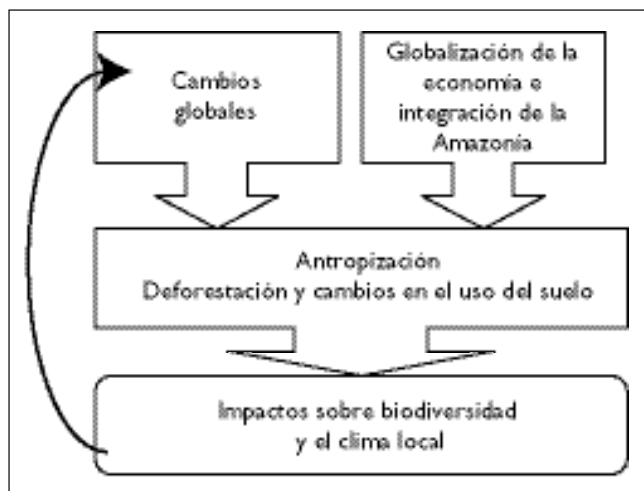 Cambios
globales
Globalización de la
economía e
integración de la
Amazonía
Antropización
Deforestación y cambios en el uso del suelo
Impactos sobre biodiversidad
y el clima local